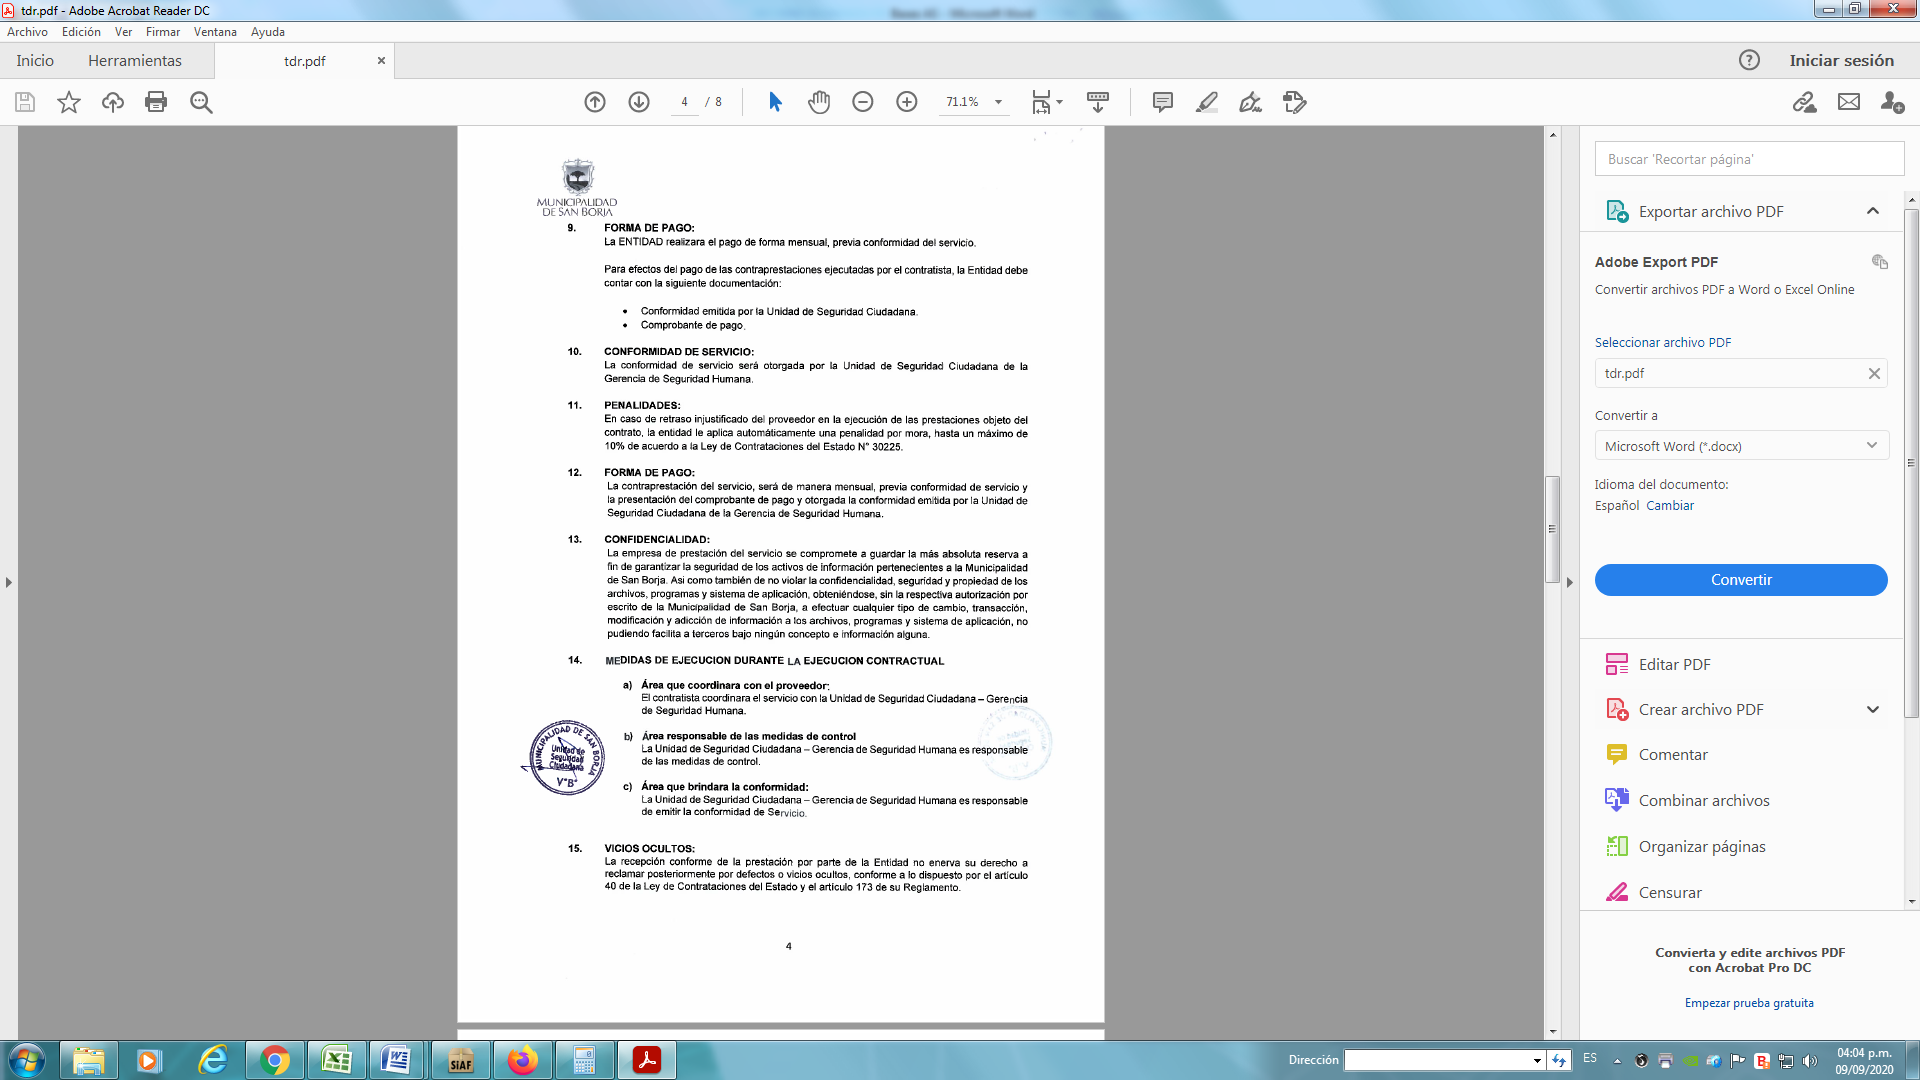 Base 42 - Microsoft Word
tdr.pdf - Adobe Acrobat Reader DC
Archivo Edición Ver Firmar Ventana Ayuda
Inicio Herramientas tdr.pdf × ? Iniciar sesión
4 / 8 71.1%
MUNICIPALIDAD
DE SAN BORJA
9. FORMA DE PAGO:
La ENTIDAD realizara el pago de forma mensual, previa conformidad del servicio.
Para efectos del pago de las contraprestaciones ejecutadas por el contratista, la Entidad debe
contar con la siguiente documentación:
• Conformidad emitida por la Unidad de Seguridad Ciudadana.
• Comprobante de pago.
10. CONFORMIDAD DE SERVICIO:
La conformidad de servicio será otorgada por la Unidad de Seguridad Ciudadana de la
Gerencia de Seguridad Humana.
11. PENALIDADES:
En caso de retraso injustificado del proveedor en la ejecución de las prestaciones objeto del
contrato, la entidad le aplica automáticamente una penalidad por mora, hasta un máximo de
10% de acuerdo a la Ley de Contrataciones del Estado N° 30225.
12. FORMA DE PAGO:
La contraprestación del servicio, será de manera mensual, previa conformidad de servicio y
la presentación del comprobante de pago y otorgada la conformidad emitida por la Unidad de
Seguridad Ciudadana de la Gerencia de Seguridad Humana.
13. CONFIDENCIALIDAD:
La empresa de prestación del servicio se compromete a guardar la más absoluta reserva a
fin de garantizar la seguridad de los activos de información pertenecientes a la Municipalidad
de San Borja. Asi como también de no violar la confidencialidad, seguridad y propiedad de los
archivos, programas y sistema de aplicación, obteniéndose, sin la respectiva autorización por
escrito de la Municipalidad de San Borja, a efectuar cualquier tipo de cambio, transacción,
modificación y adicción de información a los archivos, programas y sistema de aplicación, no
pudiendo facilita a terceros bajo ningún concepto e información alguna.
14. MEDIDAS DE EJECUCION DURANTE LA EJECUCION CONTRACTUAL
a) Área que coordinara con el proveedor:
El contratista coordinara el servicio con la Unidad de Seguridad Ciudadana – Gerencia
de Seguridad Humana.
b) Área responsable de las medidas de control
La Unidad de Seguridad Ciudadana – Gerencia de Seguridad Humana es responsable
de las medidas de control.
c) Área que brindara la conformidad:
La Unidad de Seguridad Ciudadana – Gerencia de Seguridad Humana es responsable
de emitir la conformidad de Servicio.
MUNICIPALIDAD DE SAN BORJA
Unidad de
Seguridad
Ciudadana
V°B°
15. VICIOS OCULTOS:
La recepción conforme de la prestación por parte de la Entidad no enerva su derecho a
reclamar posteriormente por defectos o vicios ocultos, conforme a lo dispuesto por el artículo
40 de la Ley de Contrataciones del Estado y el artículo 173 de su Reglamento.
4
Buscar 'Recortar página'
Exportar archivo PDF
Adobe Export PDF
Convertir archivos PDF a Word o Excel Online
Seleccionar archivo PDF
tdr.pdf
Convertir a
Microsoft Word (*.docx)
Idioma del documento:
Español Cambiar
Convertir
Editar PDF
Crear archivo PDF
Comentar
Combinar archivos
Organizar páginas
Censurar
Convierta y edite archivos PDF
con Acrobat Pro DC
Empezar prueba gratuita
SIAF
Dirección
ES
04:04 p.m.
09/09/2020